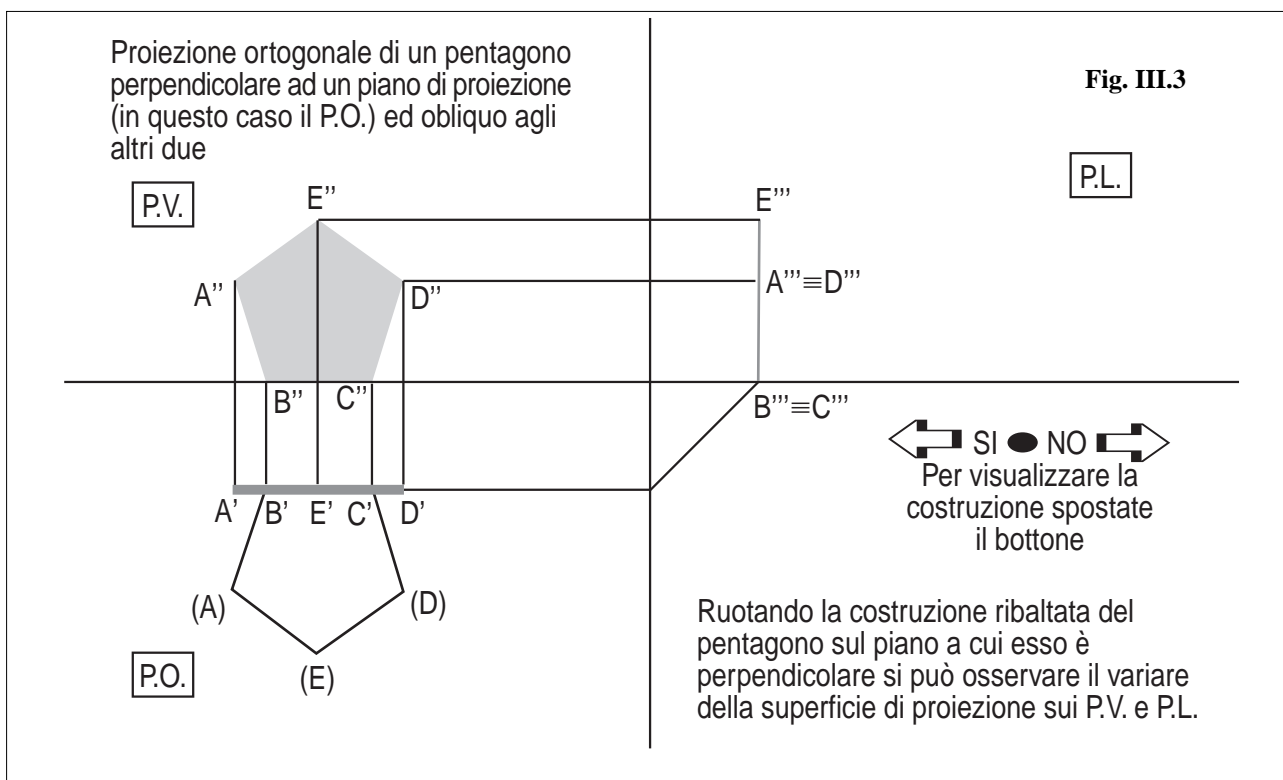 Proiezione ortogonale di un pentagono
perpendicolare ad un piano di proiezione
(in questo caso il P.O.) ed obliquo agli
altri due
Fig. III.3
P.V.
P.L.
E’’
E’’’
A’’
D’’
A’’’≡D’’’
B’’
C’’
B’’’≡C’’’
SI NO
Per visualizzare la
costruzione spostate
il bottone
A’ B’ E’ C’ D’
(A)
(D)
(E)
P.O.
Ruotando la costruzione ribaltata del
pentagono sul piano a cui esso è
perpendicolare si può osservare il variare
della superficie di proiezione sui P.V. e P.L.